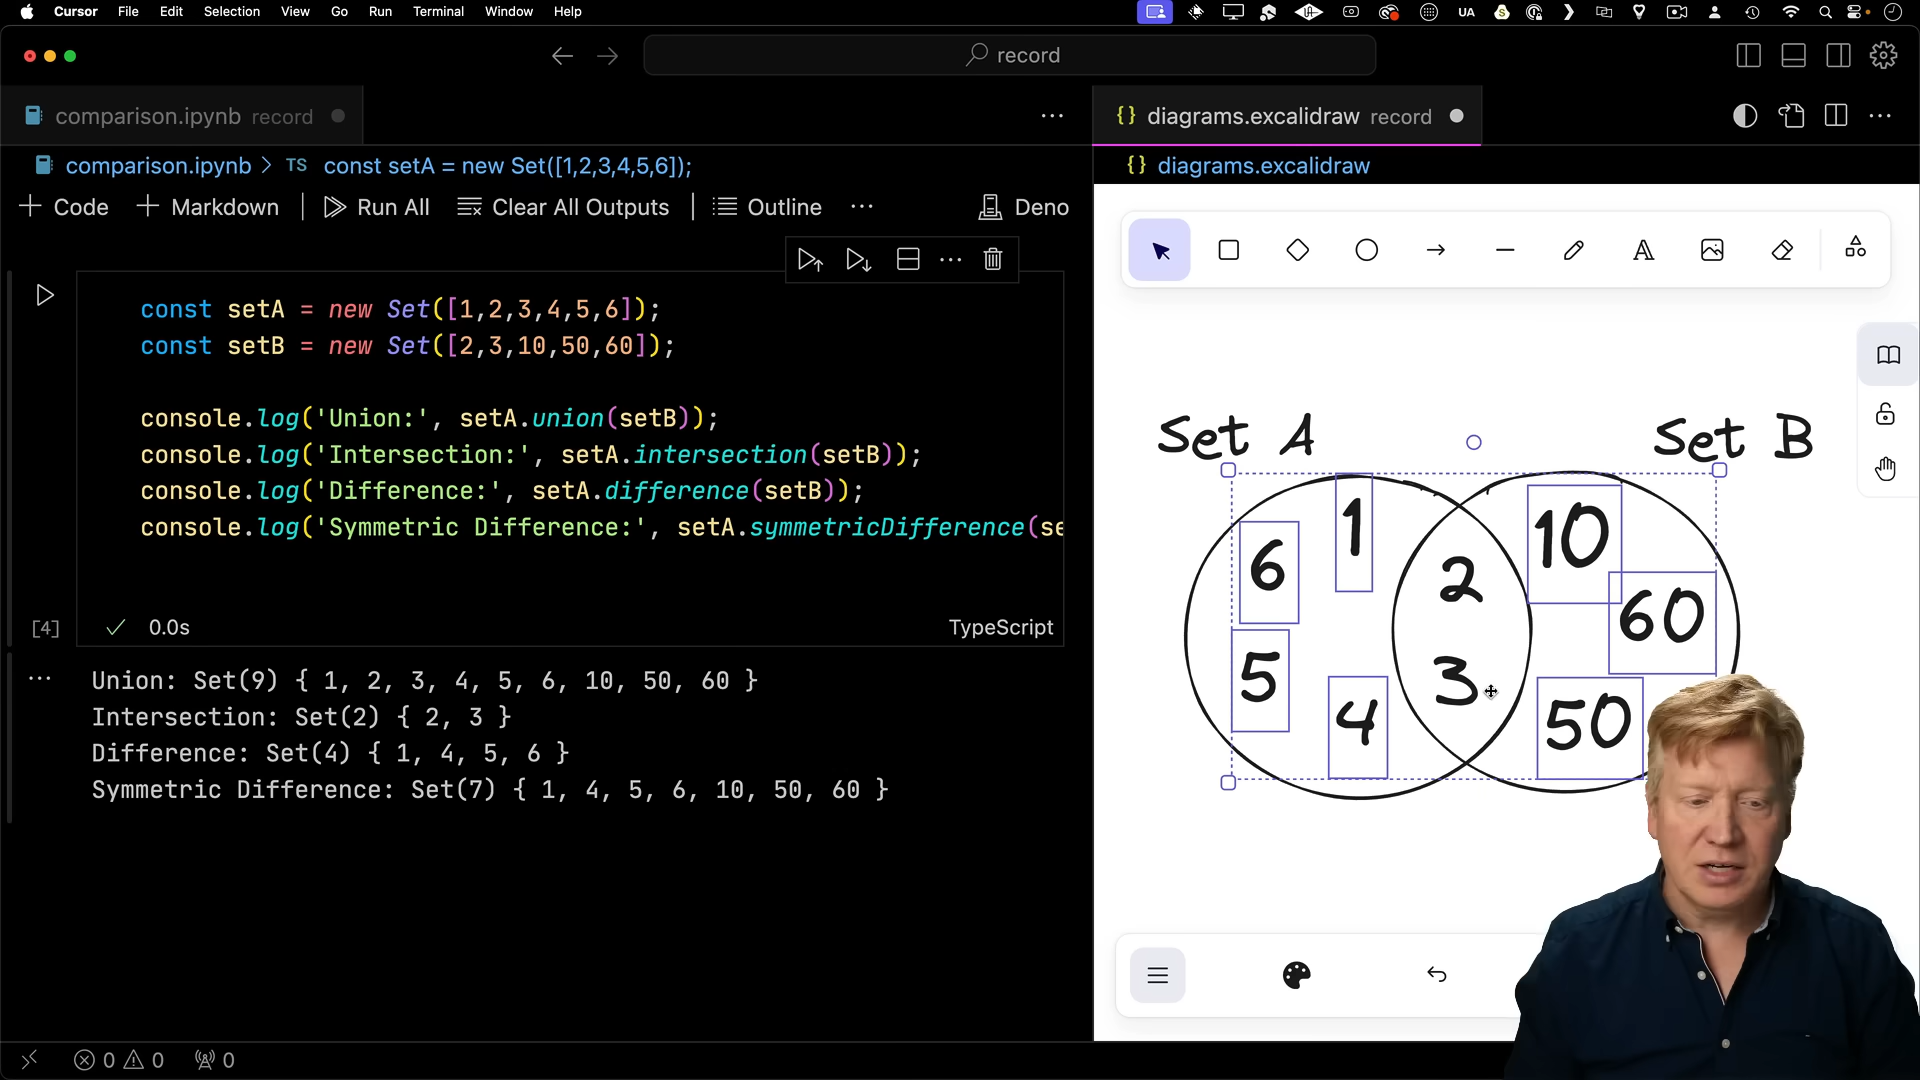 Cursor File Edit Selection View Go Run Terminal Window Help
UA
record
comparison.ipynb record
comparison.ipynb > TS const setA = new Set([1,2,3,4,5,6]);
Code Markdown Run All Clear All Outputs Outline ... Deno
const setA = new Set([1,2,3,4,5,6]);
const setB = new Set([2,3,10,50,60]);
console.log('Union:', setA.union(setB));
console.log('Intersection:', setA.intersection(setB));
console.log('Difference:', setA.difference(setB));
console.log('Symmetric Difference:', setA.symmetricDifference(se
[4] 0.0s TypeScript
Union: Set(9) { 1, 2, 3, 4, 5, 6, 10, 50, 60 }
Intersection: Set(2) { 2, 3 }
Difference: Set(4) { 1, 4, 5, 6 }
Symmetric Difference: Set(7) { 1, 4, 5, 6, 10, 50, 60 }
0 0 0
{} diagrams.excalidraw record
{} diagrams.excalidraw
Set A Set B
1 10
6 2
60
5 3
4 50